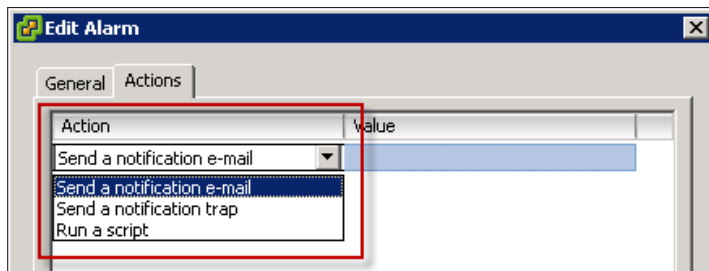 Edit Alarm
General Actions
Action Value
Send a notification e-mail
Send a notification e-mail
Send a notification trap
Run a script